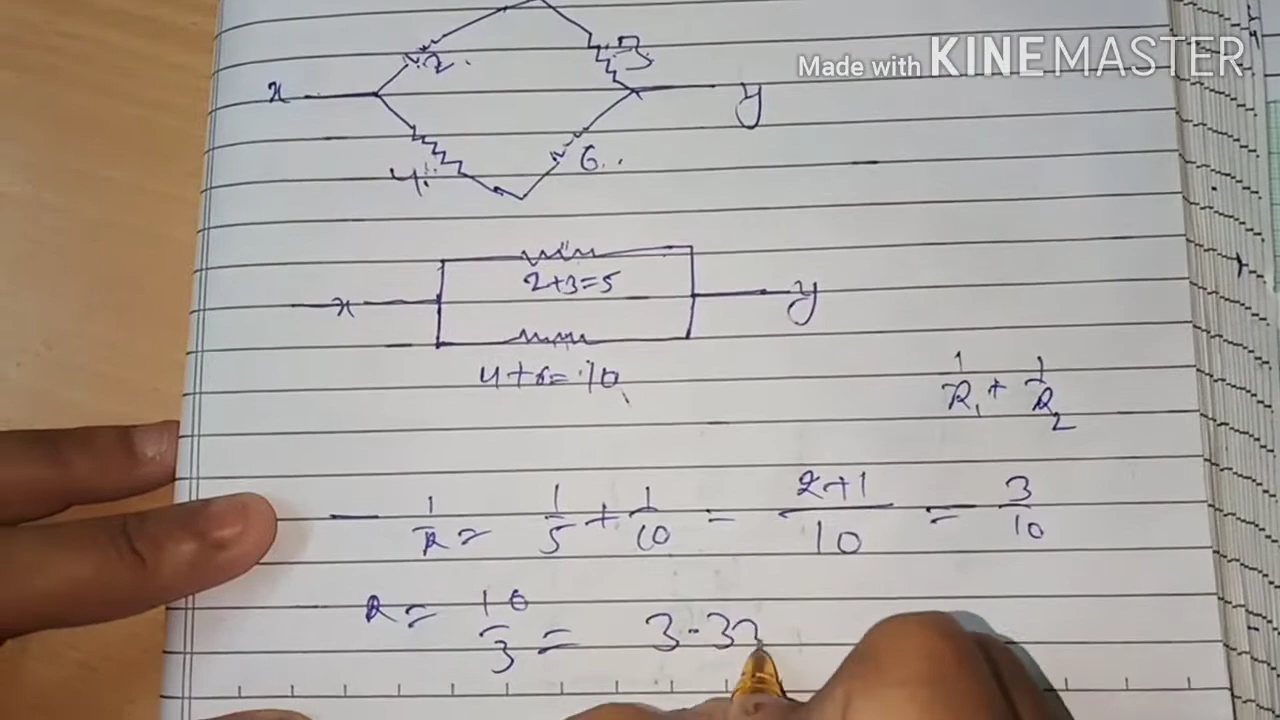 Made with KINEMASTER
2. 3.
x y
4. 6..
2+3=5
x y
4+6=10
1/R₁ + 1/R₂
1/R = 1/5 + 1/10 = 2+1/10 = 3/10
R = 10/3 = 3.33